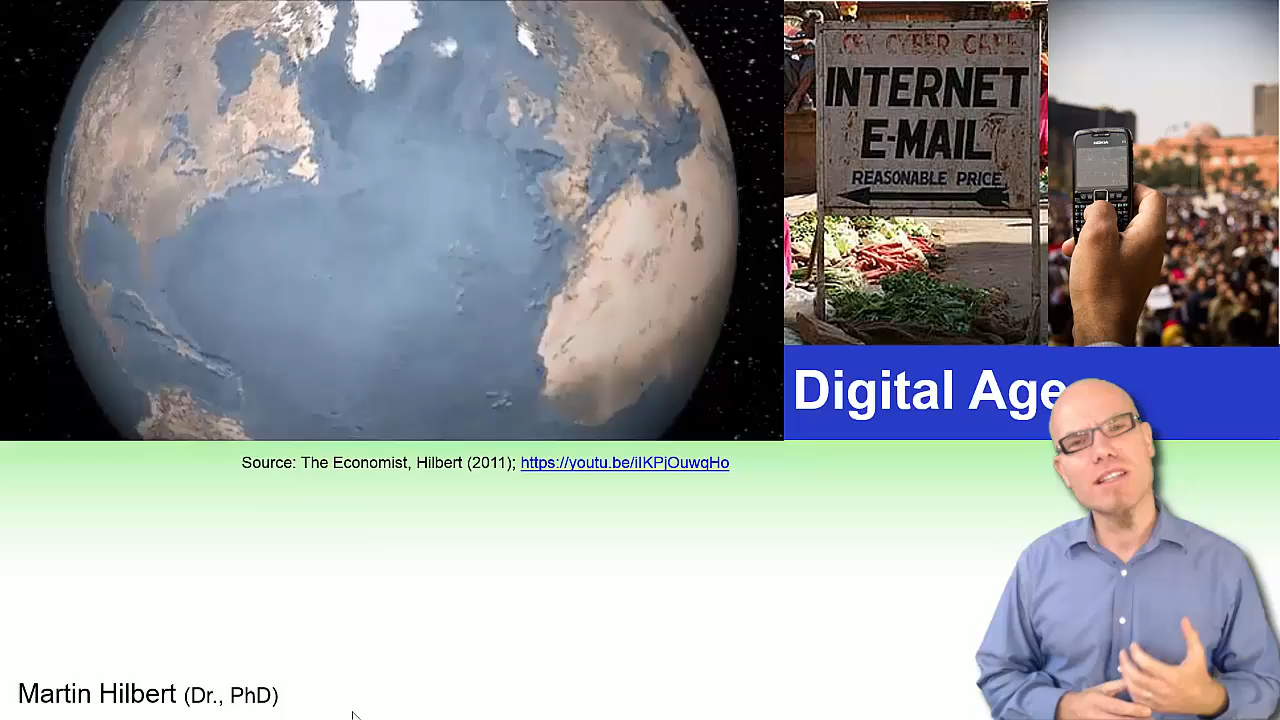 CYBER CAFE
INTERNET
E-MAIL
REASONABLE PRICE
NOKIA
Digital Age
Source: The Economist, Hilbert (2011); https://youtu.be/iIKPjOuwqHo
Martin Hilbert (Dr., PhD)